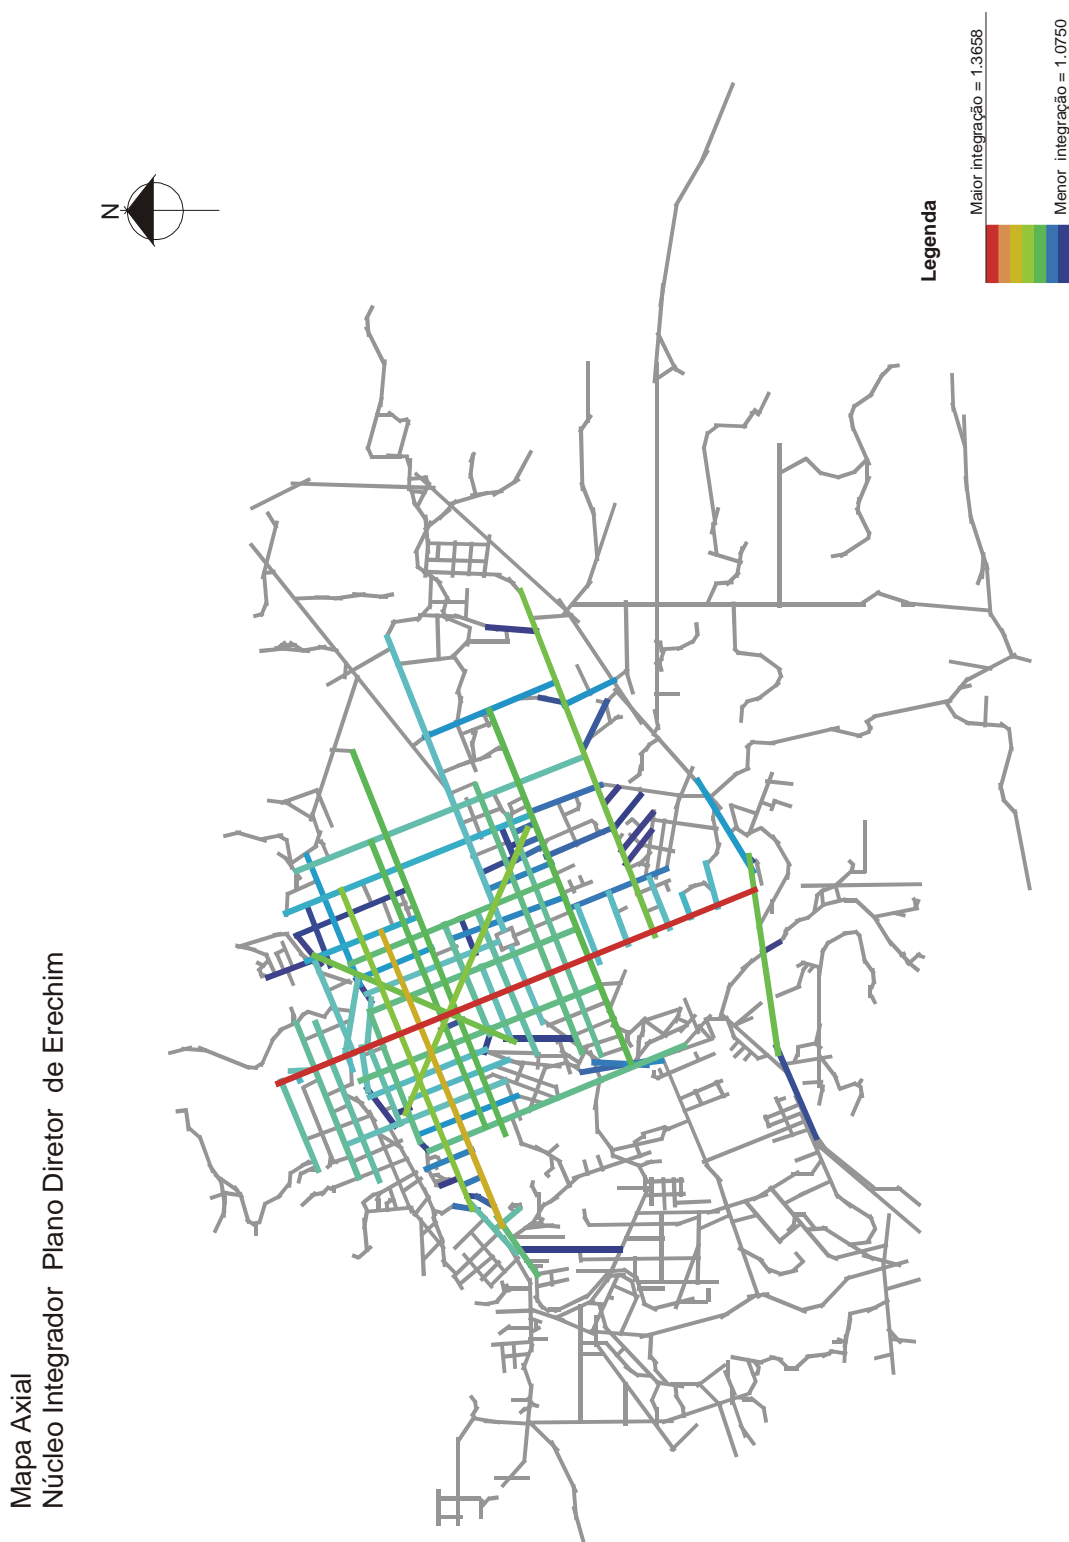 Mapa Axial
Núcleo Integrador Plano Diretor de Erechim
N
Legenda
Maior integração = 1.3658
Menor integração = 1.0750